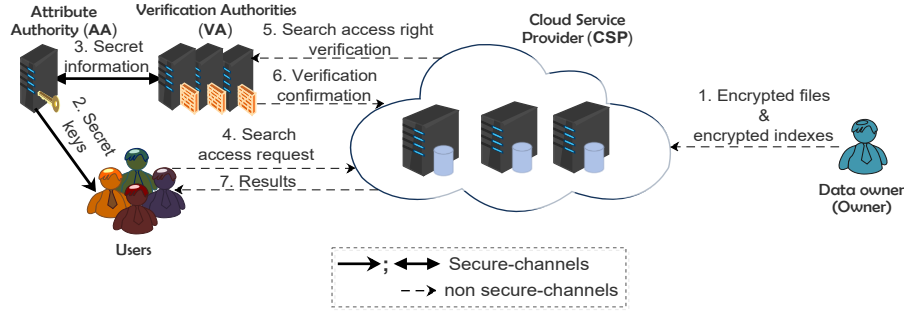 Attribute
Authority (AA)
Verification Authorities
(VA)
Cloud Service
Provider (CSP)
3. Secret
information
5. Search access right
verification
6. Verification
confirmation
2. Secret
keys
4. Search
access request
7. Results
1. Encrypted files
&
encrypted indexes
Users
Data owner
(Owner)
; Secure-channels
non secure-channels